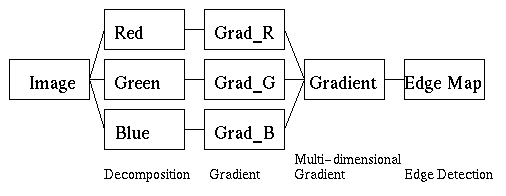 Red
Grad_R
Image
Green
Grad_G
Gradient
Edge Map
Blue
Grad_B
Decomposition
Gradient
Multi-dimensional
Gradient
Edge Detection